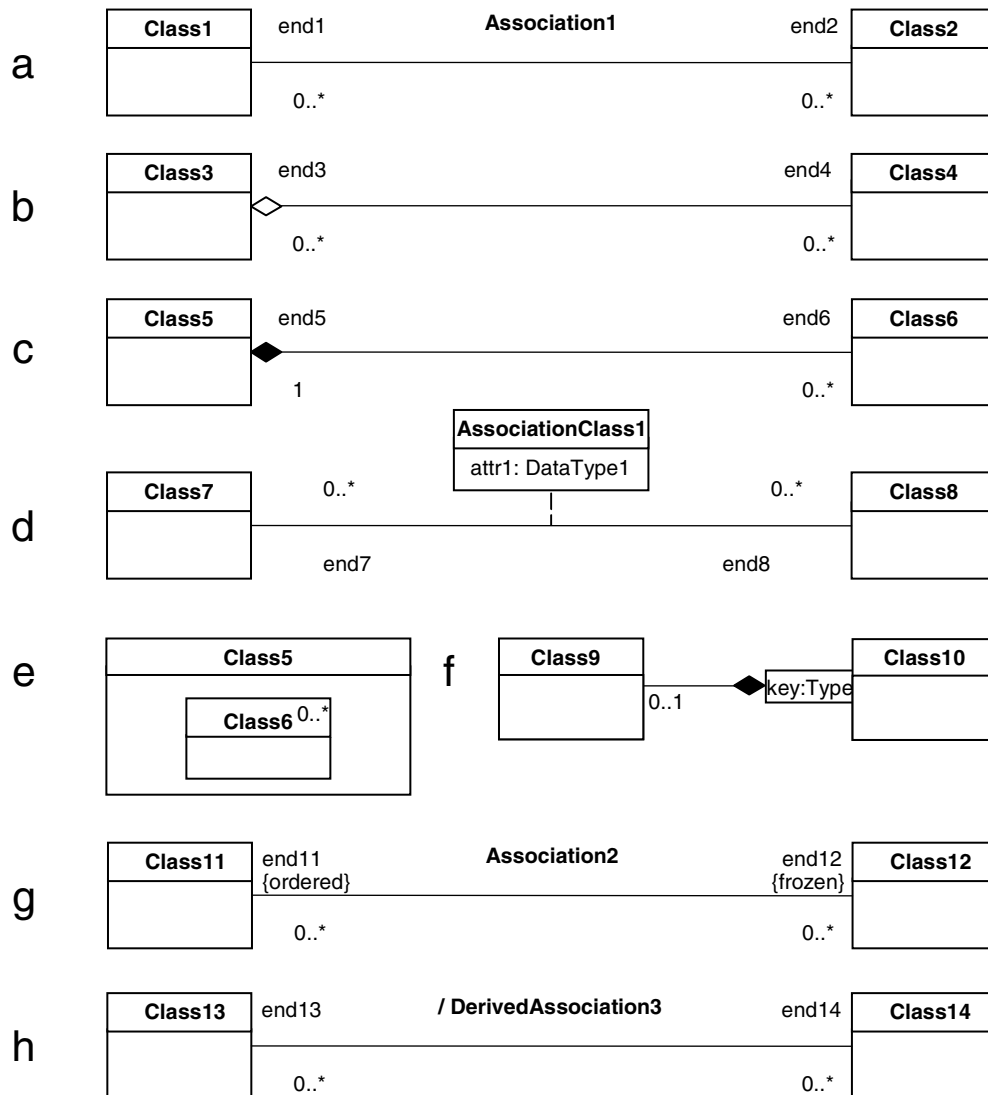 Class1 end1 Association1 end2 Class2
a
0..* 0..*
Class3 end3 end4 Class4
b
0..* 0..*
Class5 end5 end6 Class6
c
1 0..*
AssociationClass1
attr1: DataType1
Class7 0..* 0..* Class8
d
end7 end8
e Class5 f Class9 Class10
key:Type
0..1
Class6 0..*
Class11 end11 Association2 end12 Class12
{ordered} {frozen}
g
0..* 0..*
Class13 end13 / DerivedAssociation3 end14 Class14
h
0..* 0..*